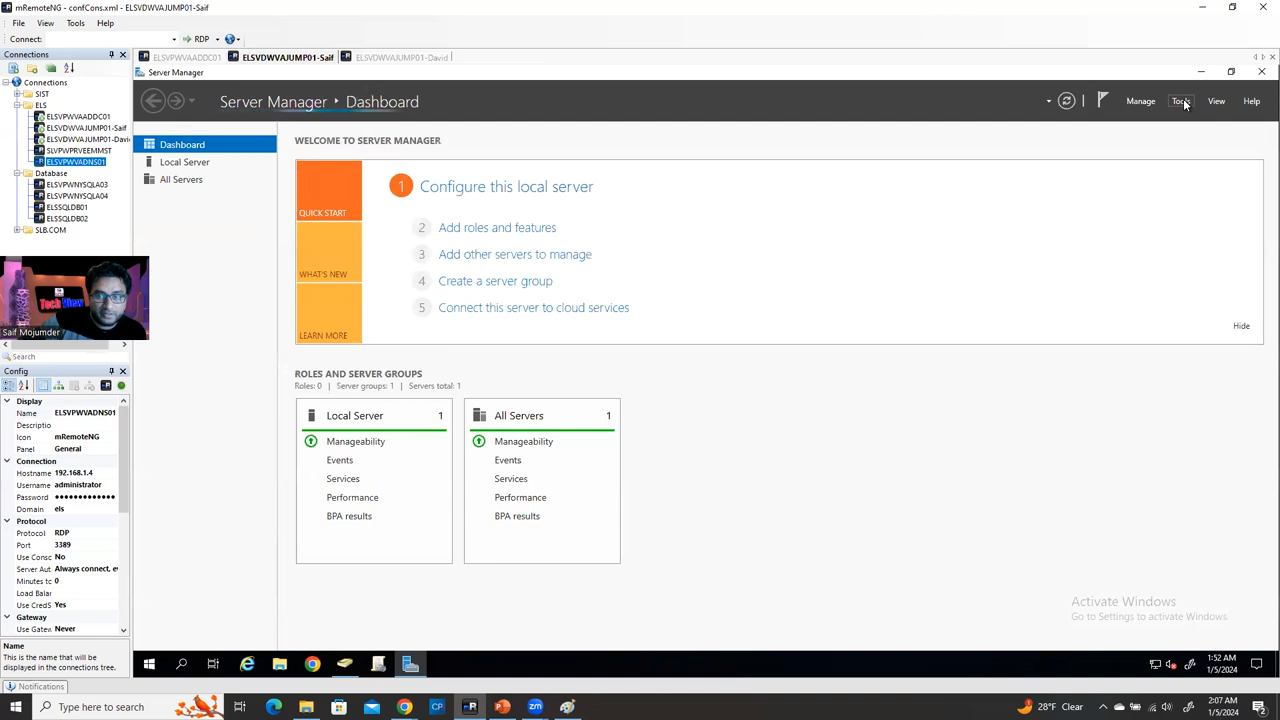 mRemoteNG - confCons.xml - ELSVDWVAJUMP01-Saif
File View Tools Help
Connect: RDP
Connections
ELSVPWVAADDC01 ELSVDWVAJUMP01-Saif ELSVDWVAJUMP01-David
Server Manager
Connections
SIST
ELS
ELSVPWVAADDC01
ELSVDWVAJUMP01-Saif
ELSVDWVAJUMP01-Davi
SLVPWPRVEEMMST
ELSVPWVADNS01
Database
ELSVPWNYSQLA03
ELSVPWNYSQLA04
ELSSQLDB01
ELSSQLDB02
SLB.COM
Server Manager Dashboard
Manage Tools View Help
Dashboard
Local Server
All Servers
WELCOME TO SERVER MANAGER
QUICK START
WHAT'S NEW
LEARN MORE
1 Configure this local server
2 Add roles and features
3 Add other servers to manage
4 Create a server group
5 Connect this server to cloud services
Hide
ROLES AND SERVER GROUPS
Roles: 0 | Server groups: 1 | Servers total: 1
Local Server 1
Manageability
Events
Services
Performance
BPA results
All Servers 1
Manageability
Events
Services
Performance
BPA results
Tech View
Saif Mojumder
Search
Config
Display
Name ELSVPWVADNS01
Descriptio
Icon mRemoteNG
Panel General
Connection
Hostname 192.168.1.4
Username administrator
Password
Domain els
Protocol
Protocol RDP
Port 3389
Use Consc No
Server Aut Always connect, e
Minutes to 0
Load Balar
Use CredS Yes
Gateway
Use Gatew Never
Name
This is the name that will be
displayed in the connections tree.
Notifications
Activate Windows
Go to Settings to activate Windows.
1:52 AM
1/5/2024
Type here to search
28°F Clear
2:07 AM
1/5/2024